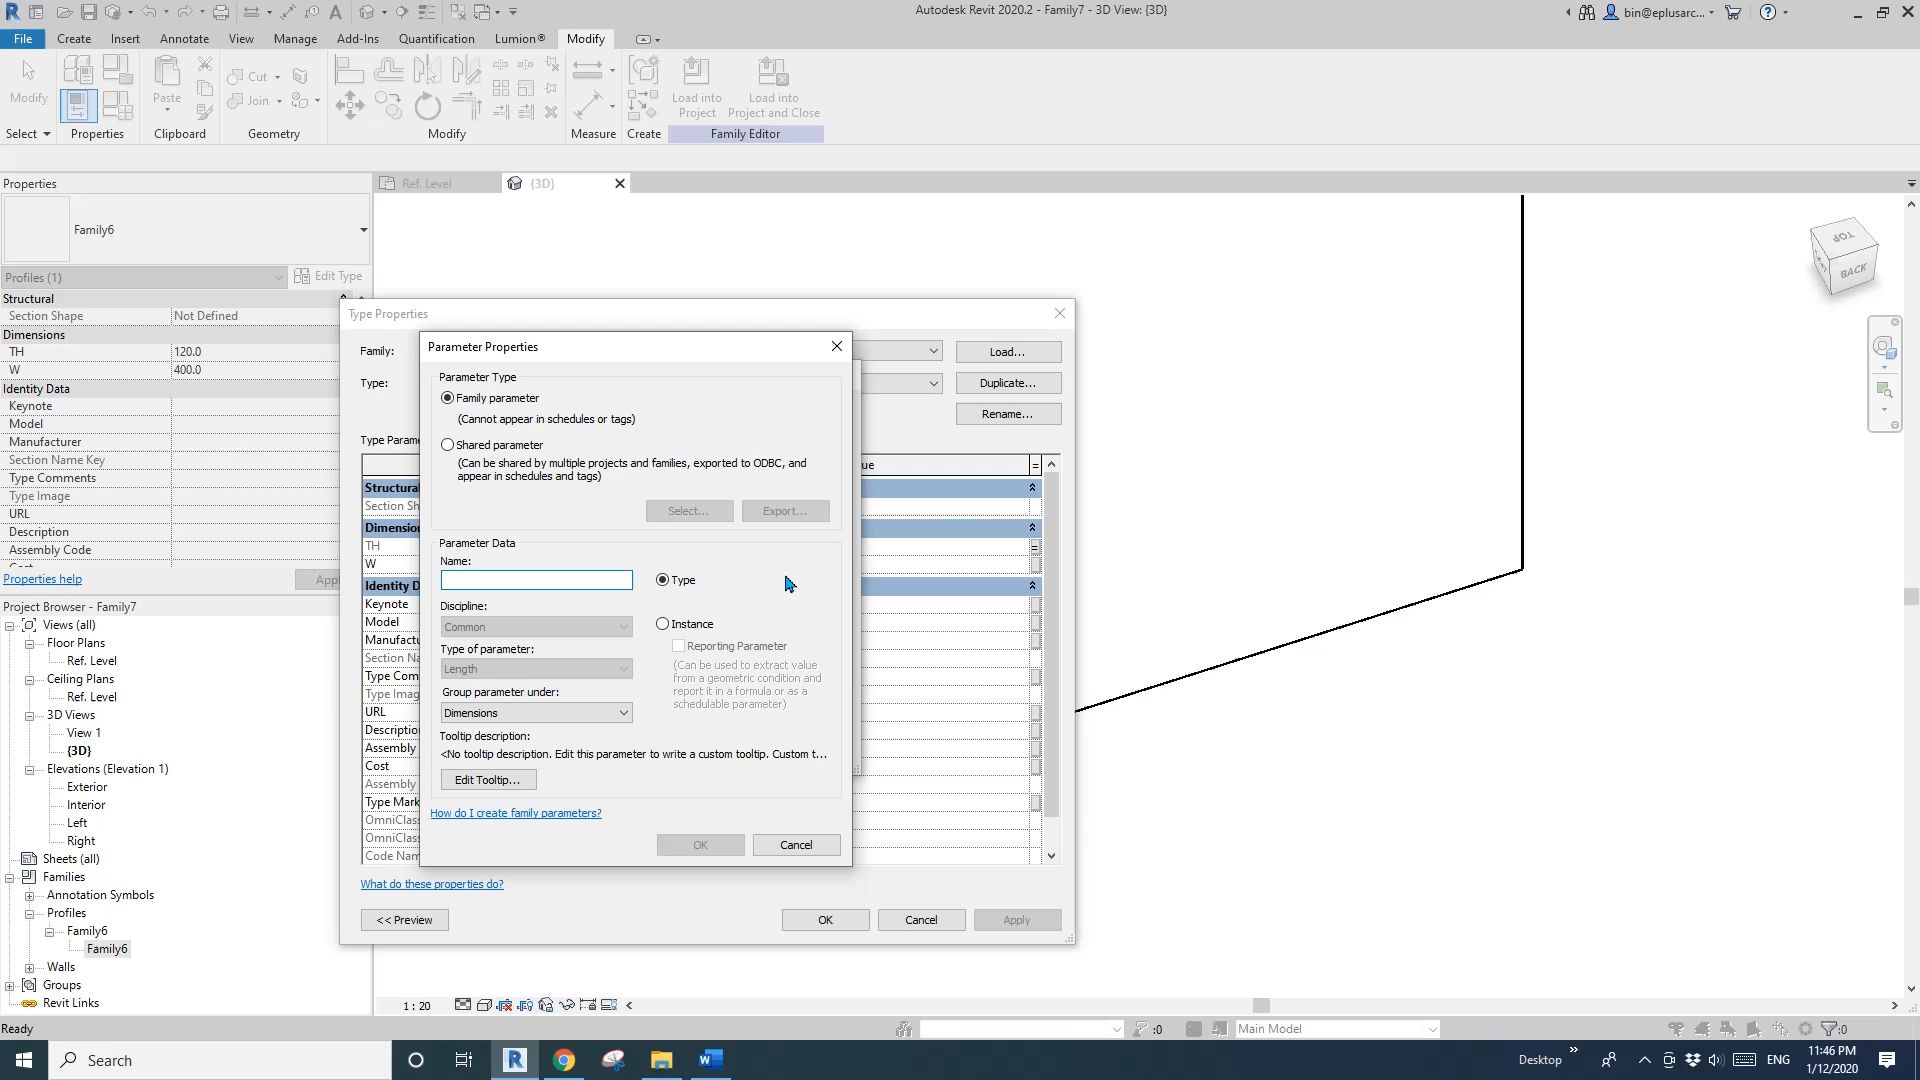 Autodesk Revit 2020.2 - Family7 - 3D View: {3D}
bin@eplusarc...
File Create Insert Annotate View Manage Add-Ins Quantification Lumion® Modify
Modify
Paste
Cut
Join
Load into Project
Load into Project and Close
Select Properties Clipboard Geometry Modify Measure Create Family Editor
Properties
Ref. Level
{3D}
Family6
Profiles (1)
Edit Type
Structural
Section Shape Not Defined
Dimensions
TH 120.0
W 400.0
Identity Data
Keynote
Model
Manufacturer
Section Name Key
Type Comments
Type Image
URL
Description
Assembly Code
Properties help
Project Browser - Family7
Views (all)
Floor Plans
Ref. Level
Ceiling Plans
Ref. Level
3D Views
View 1
{3D}
Elevations (Elevation 1)
Exterior
Interior
Left
Right
Sheets (all)
Families
Annotation Symbols
Profiles
Family6
Family6
Walls
Groups
Revit Links
Type Properties
Family:
Load...
Type:
Duplicate...
Rename...
Type Parame
ue =
Structura
Section Sh
Dimension
TH
=
W
Identity D
Keynote
Model
Manufactu
Section Na
Type Com
Type Imag
URL
Descriptio
Assembly
Cost
Assembly
Type Mark
OmniClas
OmniClas
Code Nam
What do these properties do?
<< Preview
OK
Cancel
Apply
Parameter Properties
Parameter Type
Family parameter
(Cannot appear in schedules or tags)
Shared parameter
(Can be shared by multiple projects and families, exported to ODBC, and
appear in schedules and tags)
Select...
Export...
Parameter Data
Name:
Type
Discipline:
Common
Instance
Type of parameter:
Reporting Parameter
Length
(Can be used to extract value
from a geometric condition and
report it in a formula or as a
schedulable parameter)
Group parameter under:
Dimensions
Tooltip description:
<No tooltip description. Edit this parameter to write a custom tooltip. Custom t...
Edit Tooltip...
How do I create family parameters?
OK
Cancel
TOP
BACK
1 : 20
Ready
:0
Main Model
:0
Search
Desktop
ENG
11:46 PM
1/12/2020